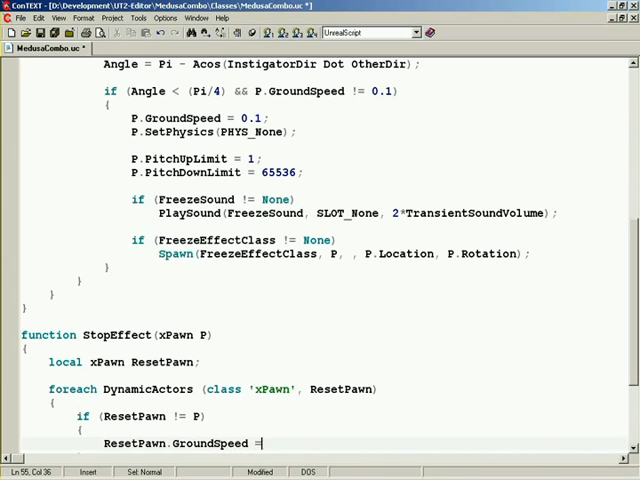 ConTEXT - [D:\Development\UT2-Editor\MedusaCombo\Classes\MedusaCombo.uc *]
File Edit View Format Project Tools Options Window Help
UnrealScript
MedusaCombo.uc *
Angle = Pi - Acos(InstigatorDir Dot OtherDir);
if (Angle < (Pi/4) && P.GroundSpeed != 0.1)
{
P.GroundSpeed = 0.1;
P.SetPhysics(PHYS_None);
P.PitchUpLimit = 1;
P.PitchDownLimit = 65536;
if (FreezeSound != None)
PlaySound(FreezeSound, SLOT_None, 2*TransientSoundVolume);
if (FreezeEffectClass != None)
Spawn(FreezeEffectClass, P, , P.Location, P.Rotation);
}
}
}
}
function StopEffect(xPawn P)
{
local xPawn ResetPawn;
foreach DynamicActors (class 'xPawn', ResetPawn)
{
if (ResetPawn != P)
{
ResetPawn.GroundSpeed =
Ln 55, Col 36 Insert Sel: Normal Modified DOS